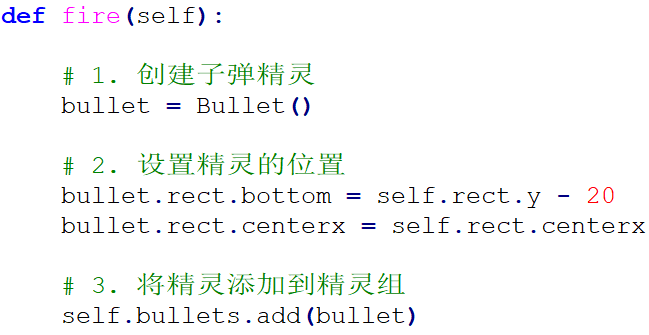 def fire(self):
# 1. 创建子弹精灵
bullet = Bullet()
# 2. 设置精灵的位置
bullet.rect.bottom = self.rect.y - 20
bullet.rect.centerx = self.rect.centerx
# 3. 将精灵添加到精灵组
self.bullets.add(bullet)